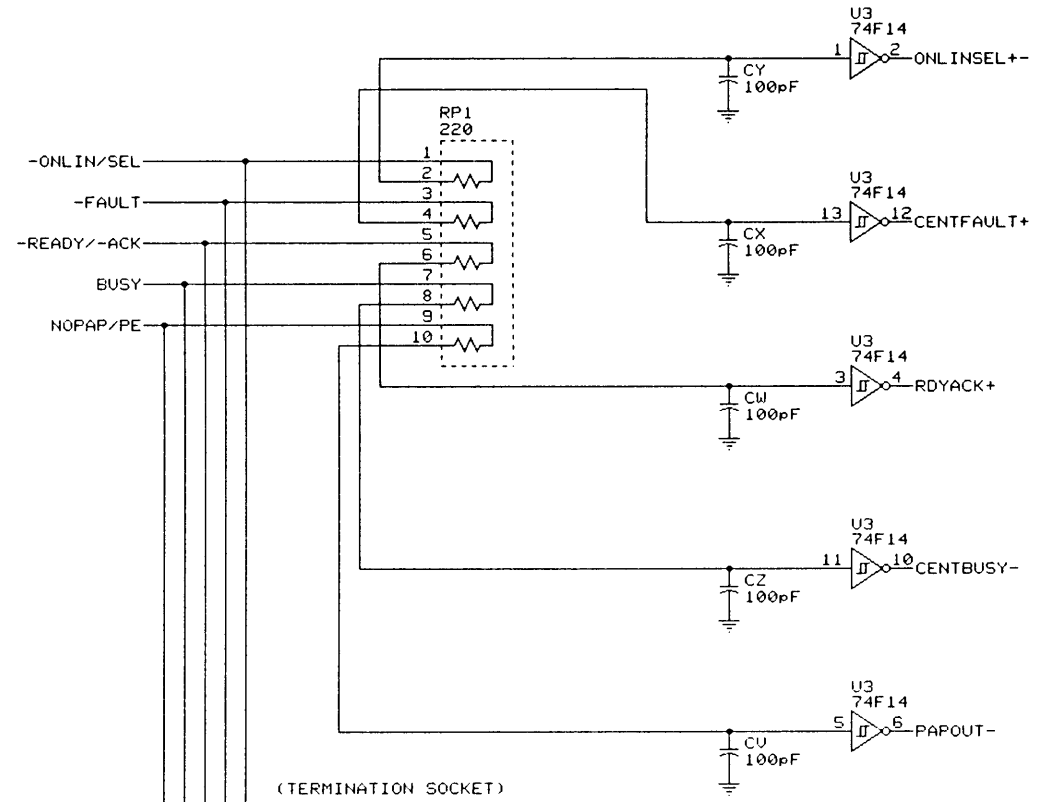 U3
74F14
1
2
ONLINSEL+-
CY
100pF
RP1
220
-ONLIN/SEL
1
2
-FAULT
3
4
-READY/-ACK
5
6
BUSY
7
8
NOPAP/PE
9
10
U3
74F14
13
12
CENTFAULT+
CX
100pF
U3
74F14
3
4
RDYACK+
CW
100pF
U3
74F14
11
10
CENTBUSY-
CZ
100pF
U3
74F14
5
6
PAPOUT-
CV
100pF
(TERMINATION SOCKET)